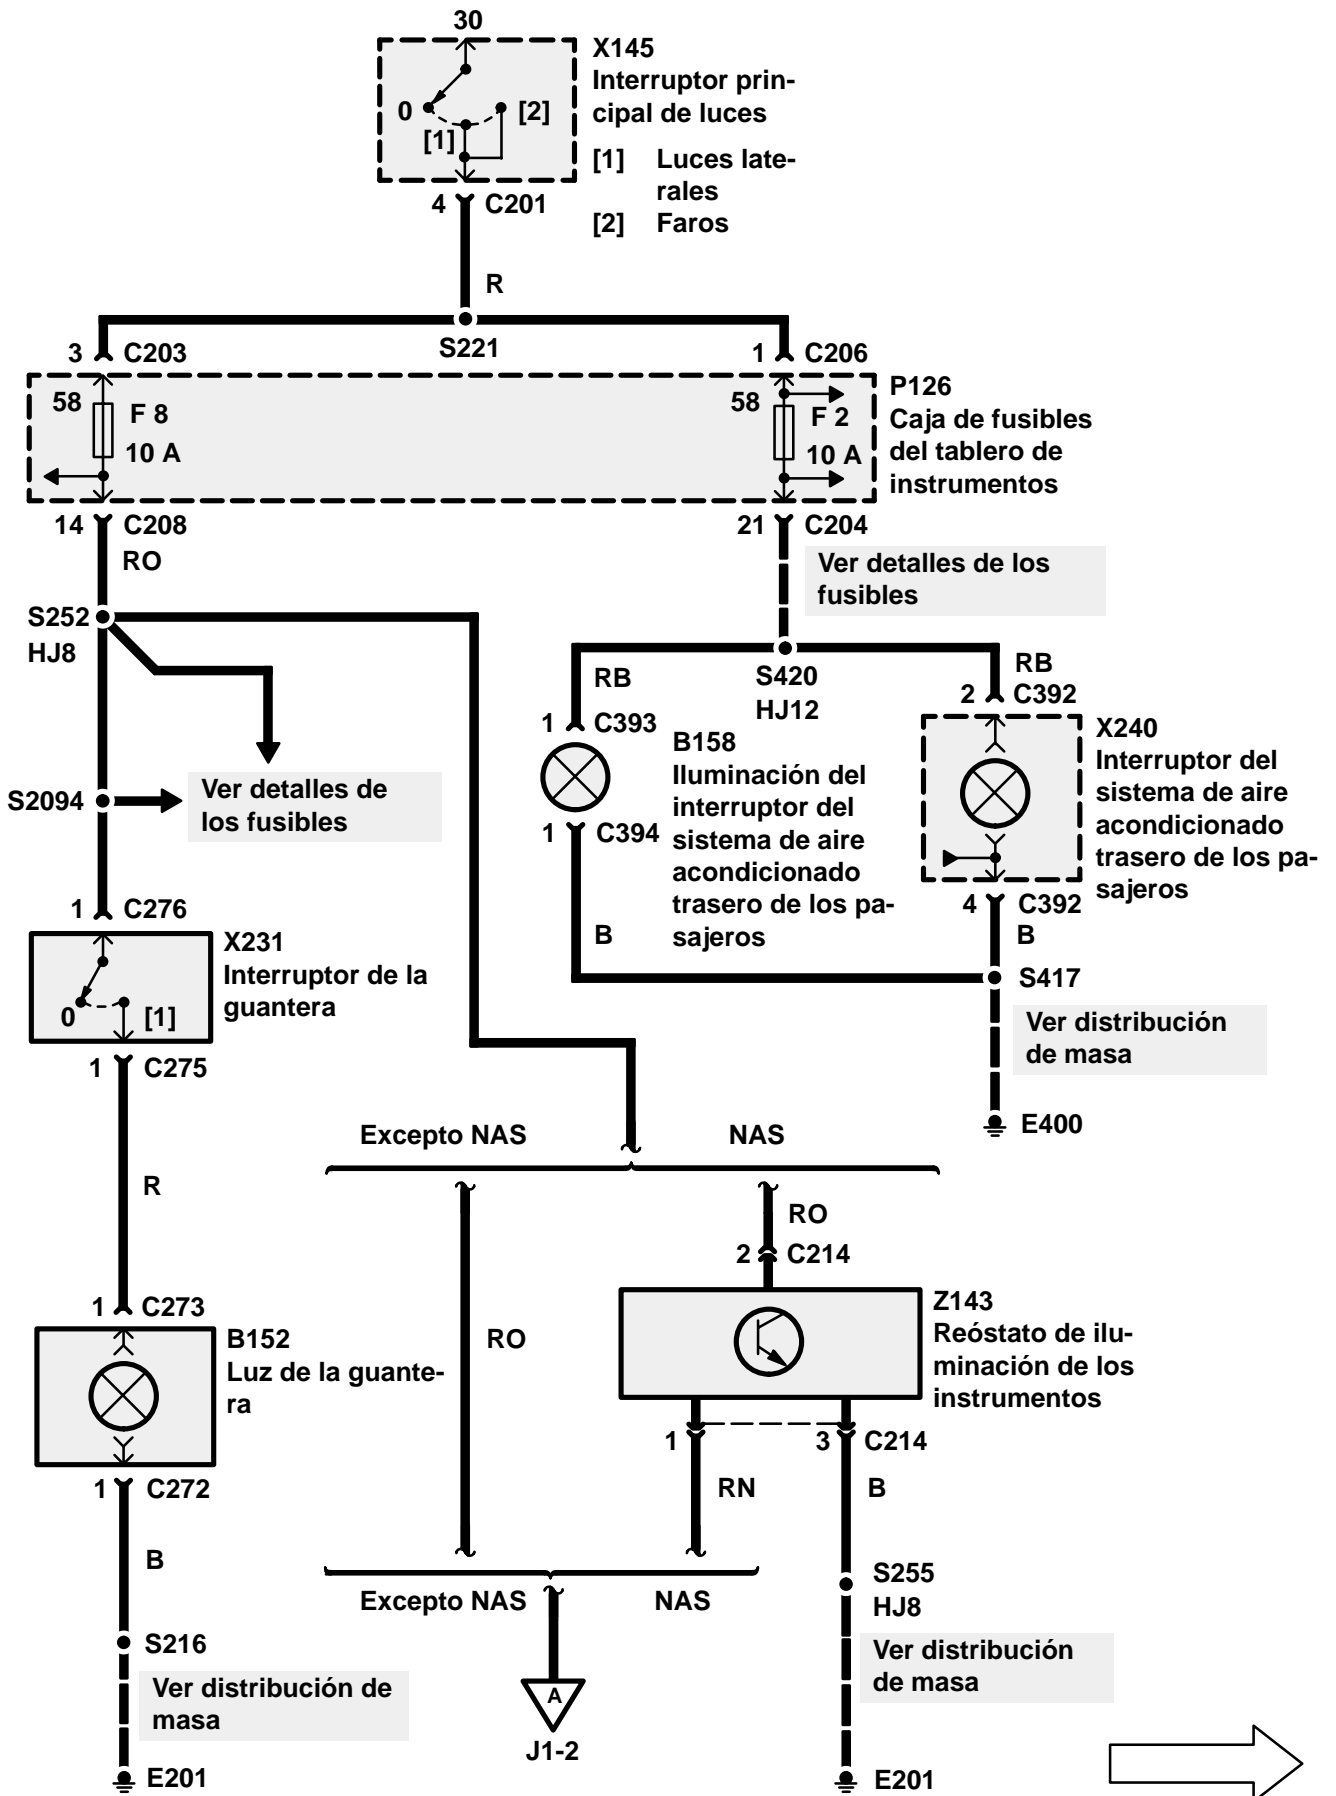 30
X145
Interruptor prin-
cipal de luces
0
[1]
[2]
[1] Luces late-
rales
[2] Faros
4 C201
R
S221
3 C203
1 C206
58
F 8
10 A
58
F 2
10 A
P126
Caja de fusibles
del tablero de
instrumentos
14 C208
RO
21 C204
Ver detalles de los
fusibles
S252
HJ8
S420
HJ12
RB
RB
1 C393
2 C392
B158
Iluminación del
interruptor del
sistema de aire
acondicionado
trasero de los pa-
sajeros
X240
Interruptor del
sistema de aire
acondicionado
trasero de los pa-
sajeros
S2094
Ver detalles de
los fusibles
1 C394
B
4 C392
B
S417
1 C276
X231
Interruptor de la
guantera
0
[1]
1 C275
Ver distribución
de masa
E400
Excepto NAS
NAS
R
RO
2 C214
1 C273
B152
Luz de la guante-
ra
RO
Z143
Reóstato de ilu-
minación de los
instrumentos
1
3 C214
1 C272
RN
B
B
S255
HJ8
Excepto NAS
NAS
S216
Ver distribución
de masa
Ver distribución de
masa
A
J1-2
E201
E201